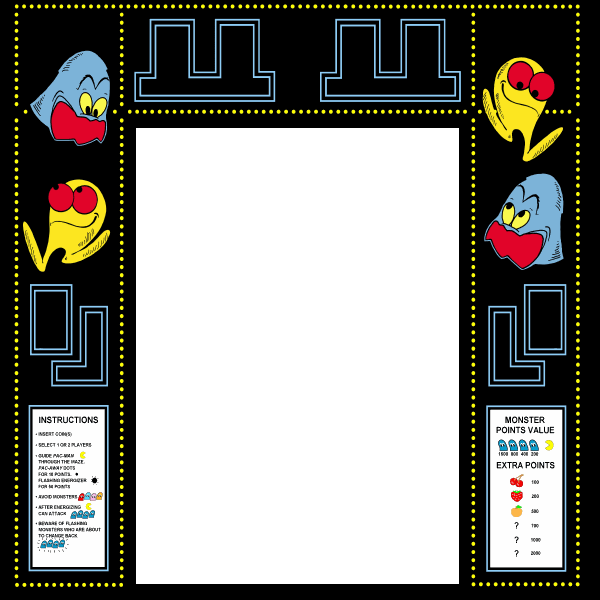 INSTRUCTIONS
• INSERT COIN(S)
• SELECT 1 OR 2 PLAYERS
• GUIDE PAC-MAN
THROUGH THE MAZE.
PAC-AWAY DOTS
FOR 10 POINTS,
FLASHING ENERGIZER
FOR 50 POINTS
• AVOID MONSTERS
• AFTER ENERGIZING
CAN ATTACK
• BEWARE OF FLASHING
MONSTERS WHO ARE ABOUT
TO CHANGE BACK
MONSTER
POINTS VALUE
1600 800 400 200
EXTRA POINTS
100
200
500
? 700
? 1000
? 2000